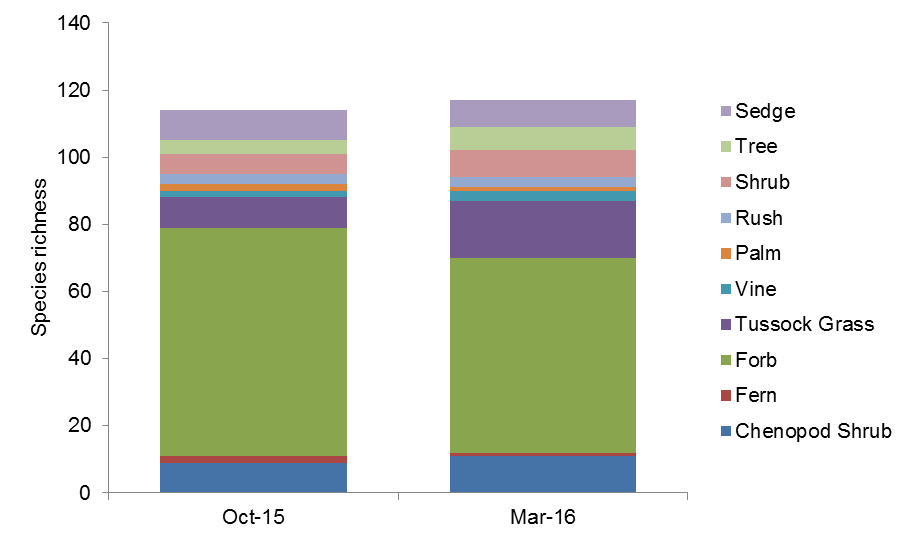 140
120
100
80
60
40
20
0
Species richness
Oct-15
Mar-16
Sedge
Tree
Shrub
Rush
Palm
Vine
Tussock Grass
Forb
Fern
Chenopod Shrub